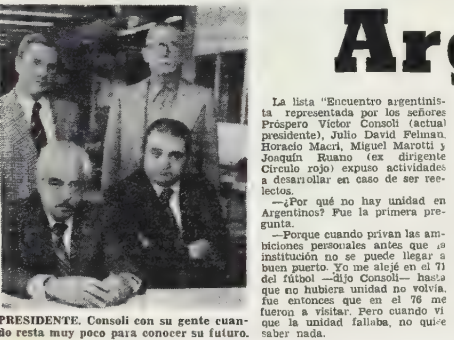 Arg
La lista "Encuentro argentinis-
ta representada por los señores
Próspero Víctor Consoli (actual
presidente), Julio David Felman,
Horacio Macri, Miguel Marotti y
Joaquín Ruano (ex dirigente
Círculo rojo) expuso actividades
a desarrollar en caso de ser ree-
lectos.
—¿Por qué no hay unidad en
Argentinos? Fue la primera pre-
gunta.
—Porque cuando privan las am-
biciones personales antes que la
institución no se puede llegar a
buen puerto. Yo me alejé en el 71
del fútbol —dijo Consoli— hasta
que no hubiera unidad no volvía.
fue entonces que en el 76 me
fueron a visitar. Pero cuando vi
que la unidad fallaba, no quise
saber nada.
PRESIDENTE. Consoli con su gente cuan-
do resta muy poco para conocer su futuro.